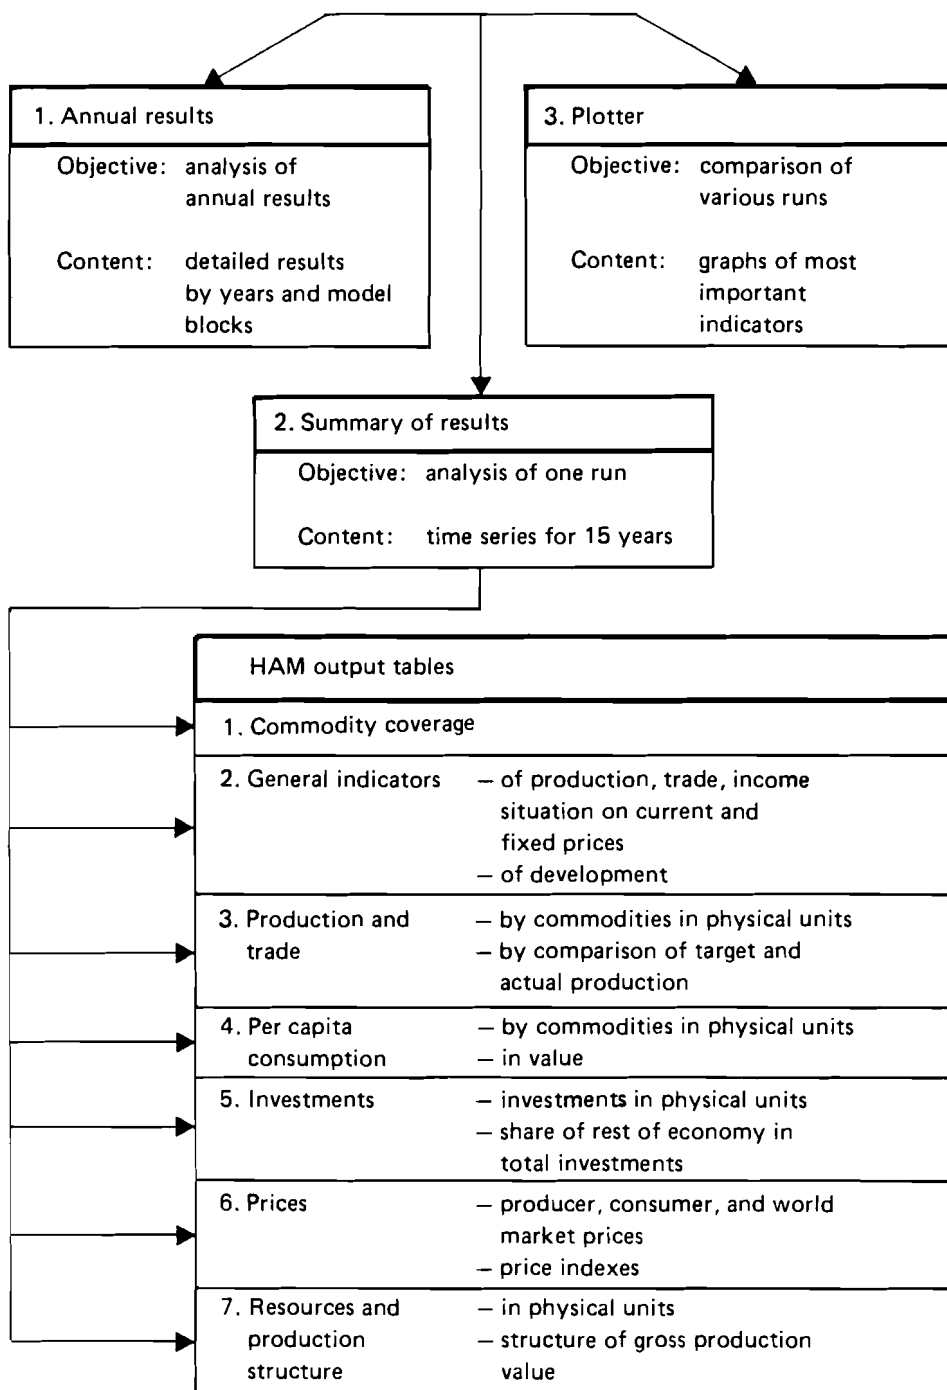 1. Annual results
Objective: analysis of
annual results
Content: detailed results
by years and model
blocks
3. Plotter
Objective: comparison of
various runs
Content: graphs of most
important
indicators
2. Summary of results
Objective: analysis of one run
Content: time series for 15 years
HAM output tables
1. Commodity coverage
2. General indicators – of production, trade, income
situation on current and
fixed prices
– of development
3. Production and – by commodities in physical units
trade – by comparison of target and
actual production
4. Per capita – by commodities in physical units
consumption – in value
5. Investments – investments in physical units
– share of rest of economy in
total investments
6. Prices – producer, consumer, and world
market prices
– price indexes
7. Resources and – in physical units
production – structure of gross production
structure value